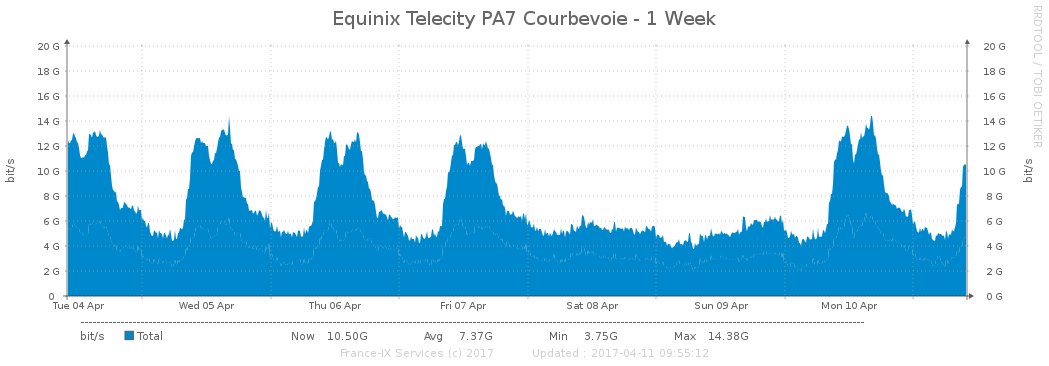 Equinix Telecity PA7 Courbevoie - 1 Week
RRDTOOL / TOBI OETIKER
bit/s
20 G 20 G
18 G 18 G
16 G 16 G
14 G 14 G
12 G 12 G
10 G 10 G
8 G 8 G
6 G 6 G
4 G 4 G
2 G 2 G
0 0 G
bit/s
Tue 04 Apr Wed 05 Apr Thu 06 Apr Fri 07 Apr Sat 08 Apr Sun 09 Apr Mon 10 Apr
bit/s Total Now 10.50G Avg 7.37G Min 3.75G Max 14.38G
France-IX Services (c) 2017 Updated : 2017-04-11 09:55:12